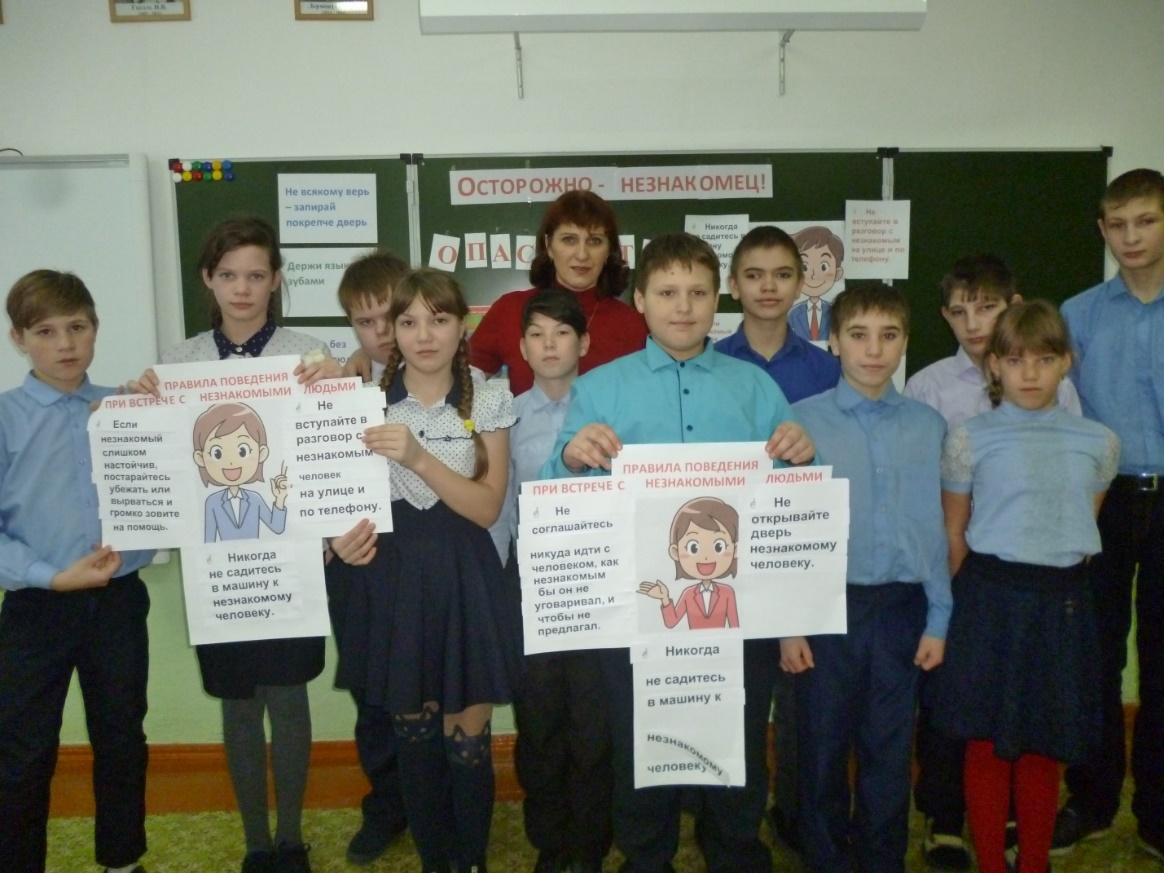 Гоголь Н.В.
Не всякому верь
– запирай
покрепче дверь
ОСТОРОЖНО - НЕЗНАКОМЕЦ!
Держи язык
зубами
без
ОПАС
Никогда
садитесь
Не
вступайте в
разговор с
незнакомым
на улице и по
телефону.
ПРАВИЛА ПОВЕДЕНИЯ
ПРИ ВСТРЕЧЕ С НЕЗНАКОМЫМИ ЛЮДЬМИ
Если
незнакомый
слишком
настойчив,
постарайтесь
убежать или
вырваться и
громко зовите
на помощь.
Не
вступайте в
разговор с
незнакомым
человек
на улице и
по телефону.
Никогда
не садитесь
в машину к
незнакомому
человеку.
ПРАВИЛА ПОВЕДЕНИЯ
ПРИ ВСТРЕЧЕ С НЕЗНАКОМЫМИ ЛЮДЬМИ
Не
соглашайтесь
никуда идти с
человеком, как
незнакомым
бы он не
уговаривал, и
чтобы не
предлагал.
Не
открывайте
дверь
незнакомому
человеку.
Никогда
не садитесь
в машину к
незнакомому
человеку